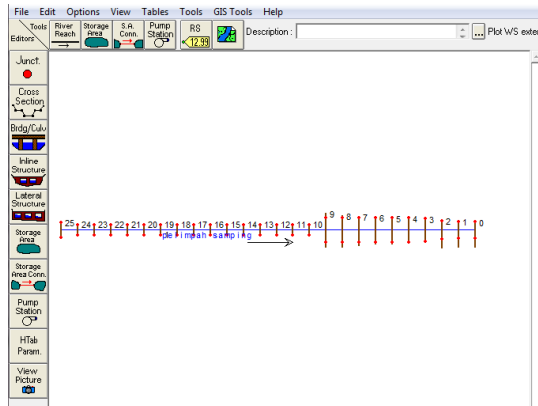 File Edit Options View Tables Tools GIS Tools Help
Tools
Editors
River Reach
Storage Area
S.A. Conn.
Pump Station
RS
12.99
Description :
...
Plot WS exte
Junct.
Cross Section
Brdg/Culv
Inline Structure
Lateral Structure
Storage Area
Storage Area Conn.
Pump Station
HTab Param.
View Picture
25 24 23 22 21 20 19 18 17 16 15 14 13 12 11 10 9 8 7 6 5 4 3 2 1 0
pelimpah samping